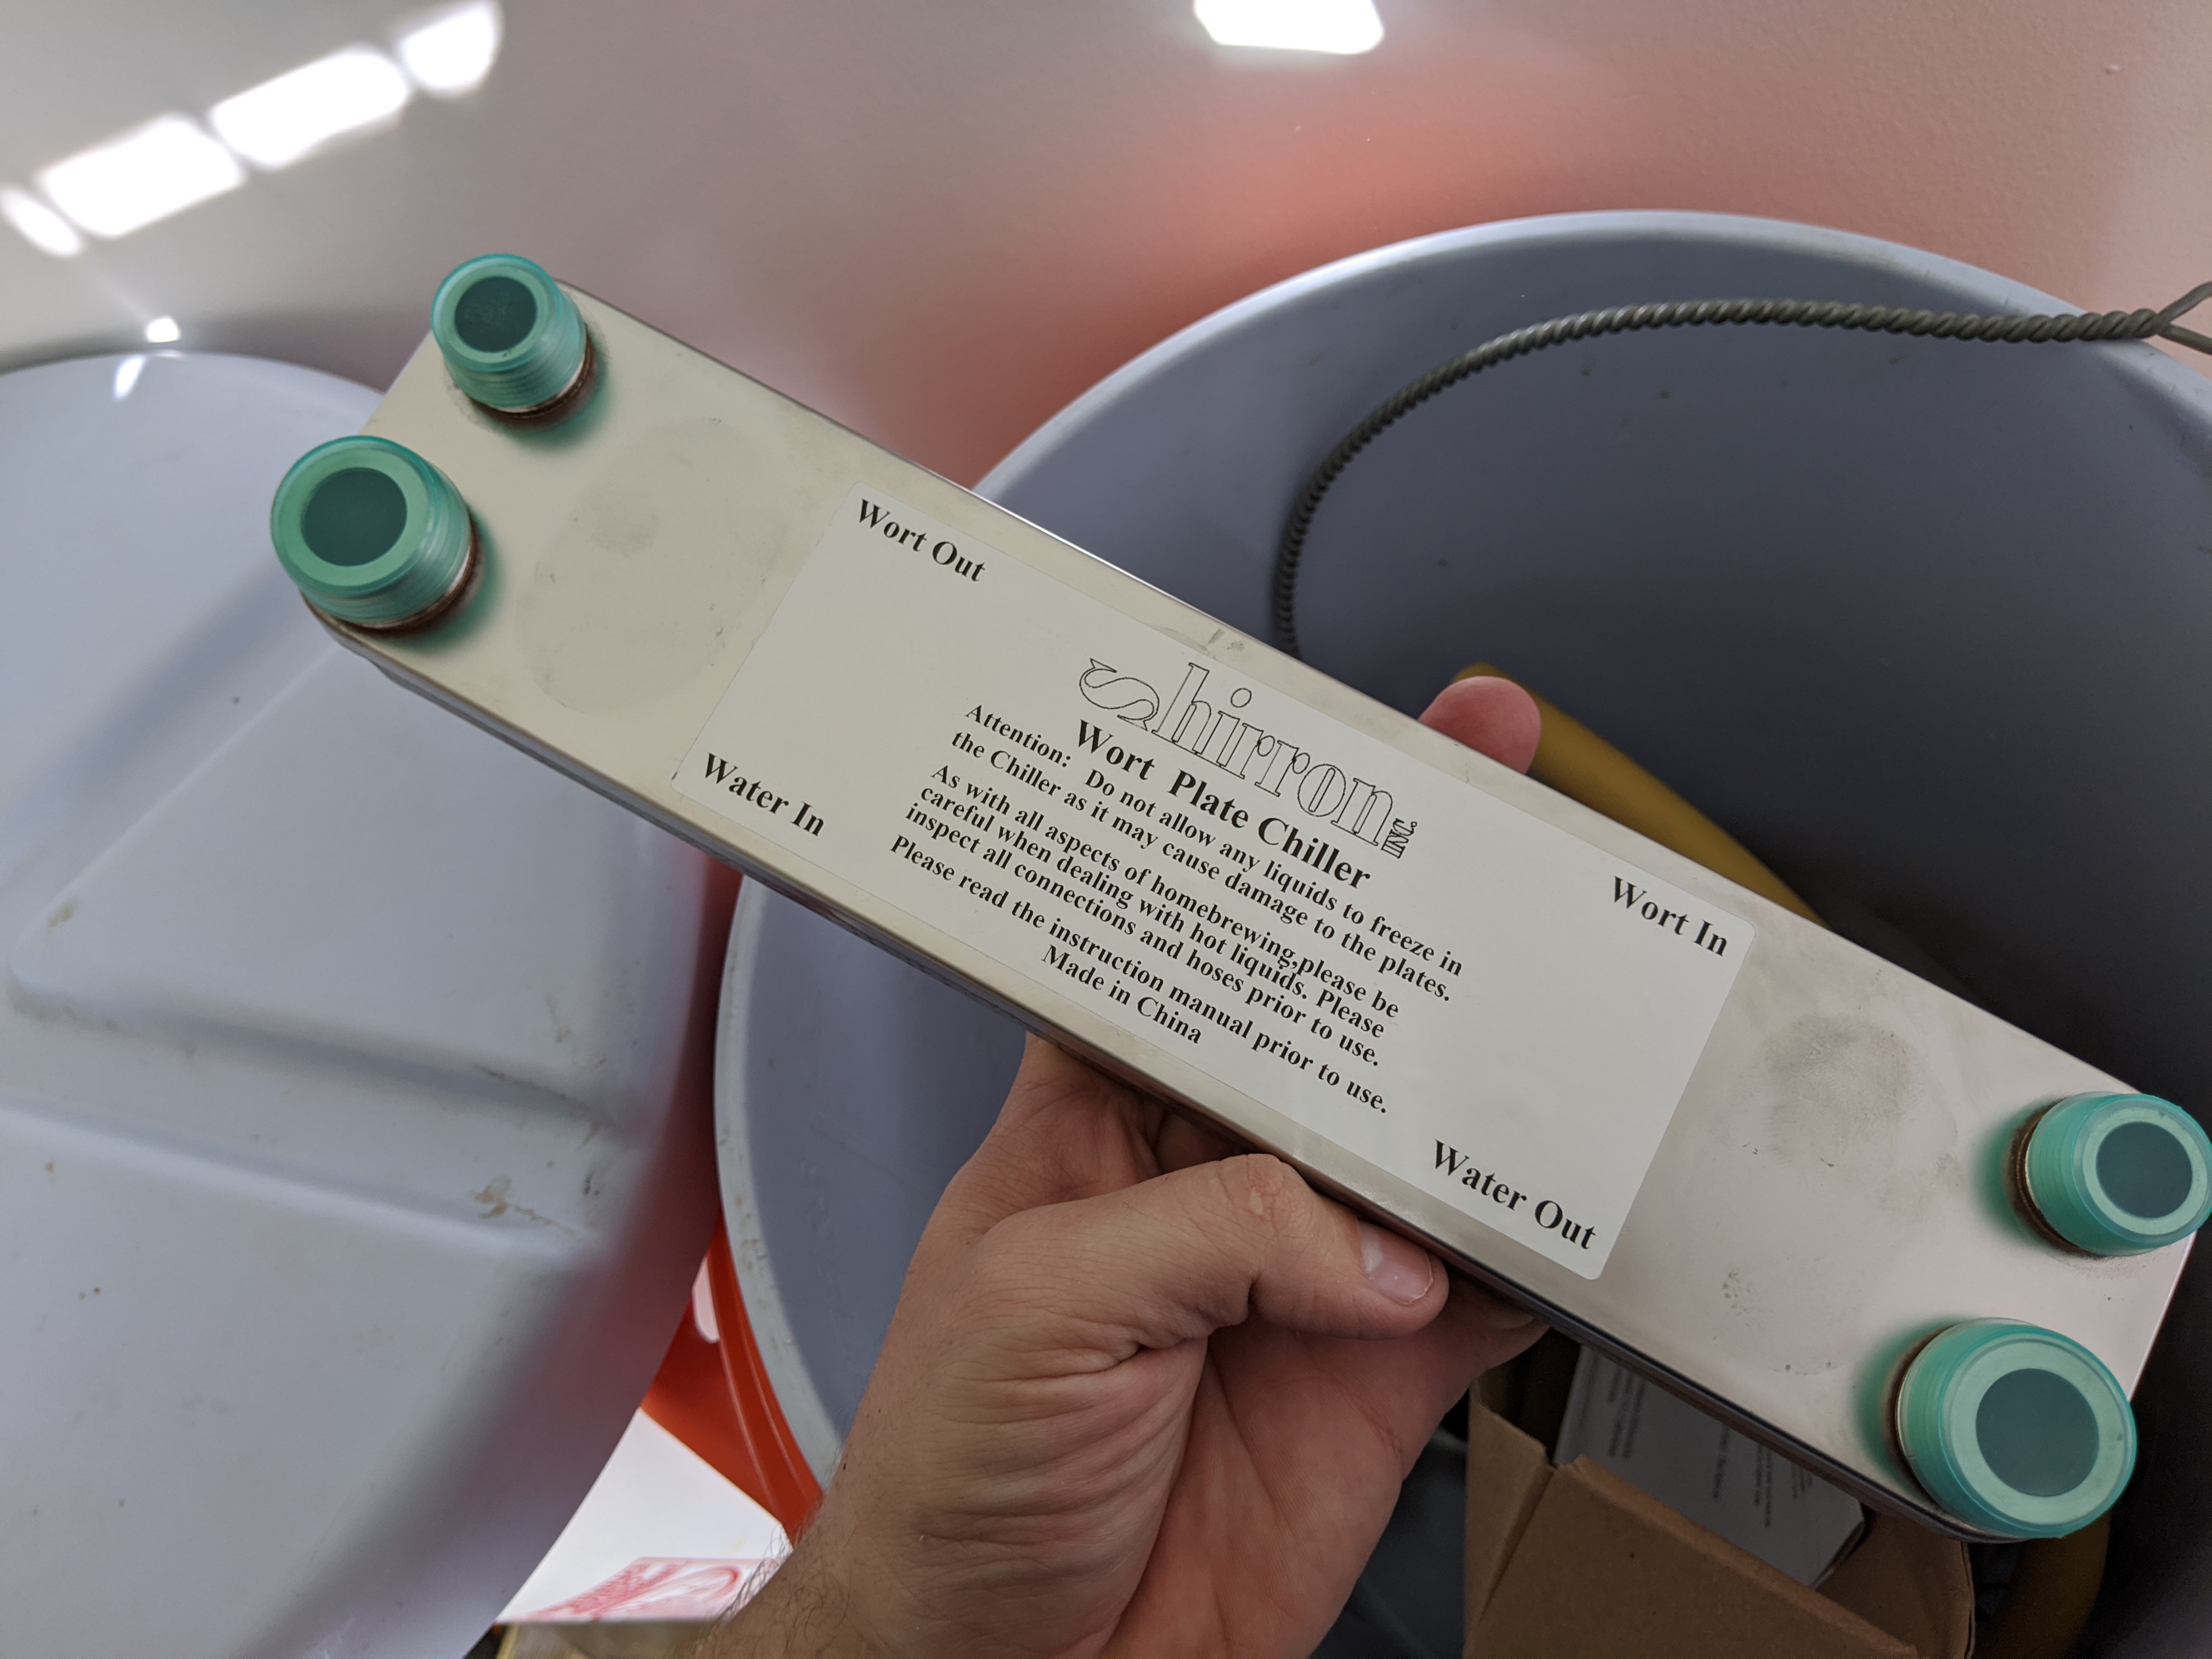 Wort Out
Shirron INC.
Wort Plate Chiller
Attention: Do not allow any liquids to freeze in
the Chiller as it may cause damage to the plates.
As with all aspects of homebrewing,please be
careful when dealing with hot liquids. Please
inspect all connections and hoses prior to use.
Please read the instruction manual prior to use.
Made in China
Wort In
Water In
Water Out